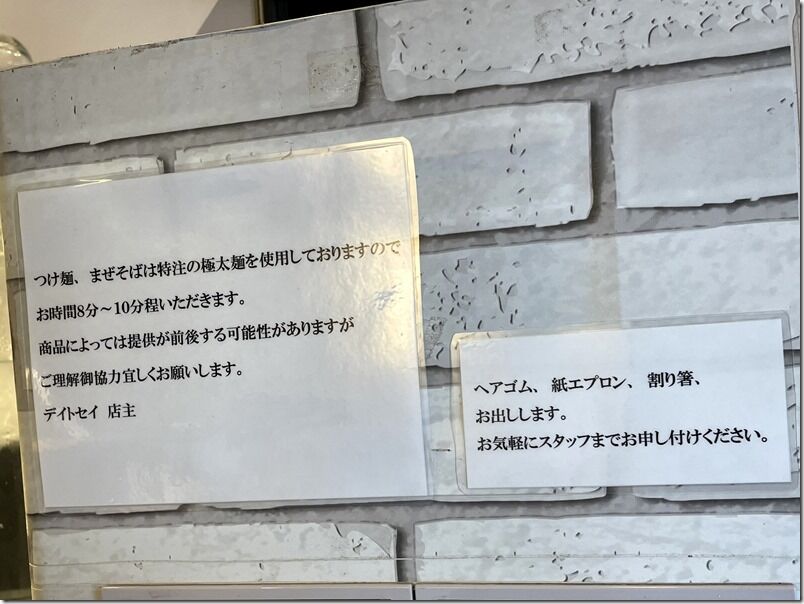 つけ麺、まぜそばは特注の極太麺を使用しておりますので
お時間8分～10分程いただきます。
商品によっては提供が前後する可能性がありますが
ご理解御協力宜しくお願いします。
デイトセイ 店主
ヘアゴム、紙エプロン、割り箸、
お出しします。
お気軽にスタッフまでお申し付けください。